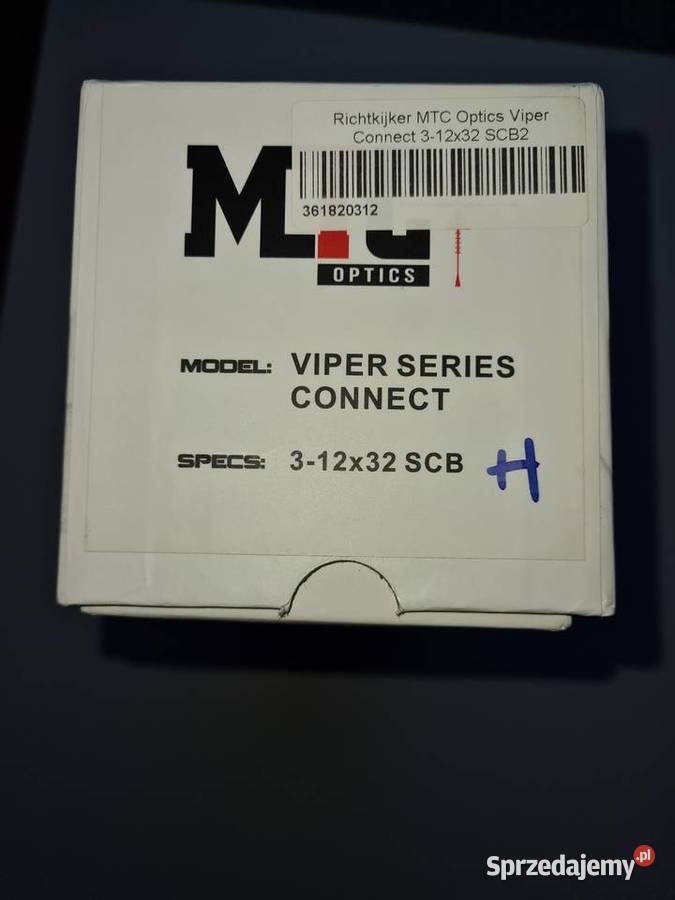 Richtkijker MTC Optics Viper
Connect 3-12x32 SCB2
361820312
OPTICS
MODEL: VIPER SERIES
CONNECT
SPECS: 3-12x32 SCB H
Sprzedajemy.pl